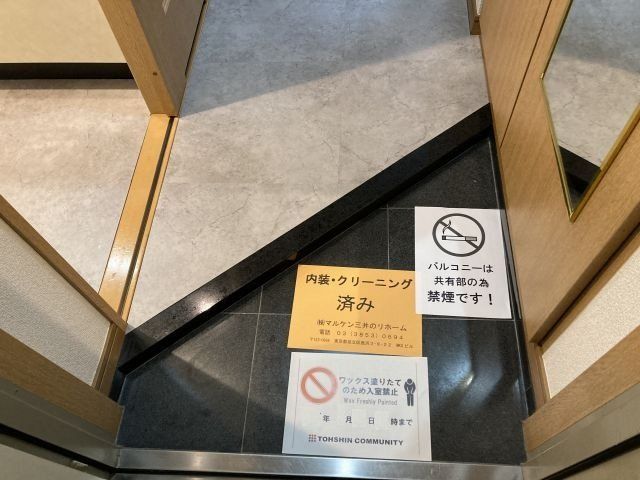 バルコニーは
共有部の為
禁煙です！
内装・クリーニング
済み
㈱マルケン三井のリホーム
電話 03(3853)0694
ワックス塗りたて
のため入室禁止
Wax Freshly Painted
年 月 日 時まで
TOHSHIN COMMUNITY